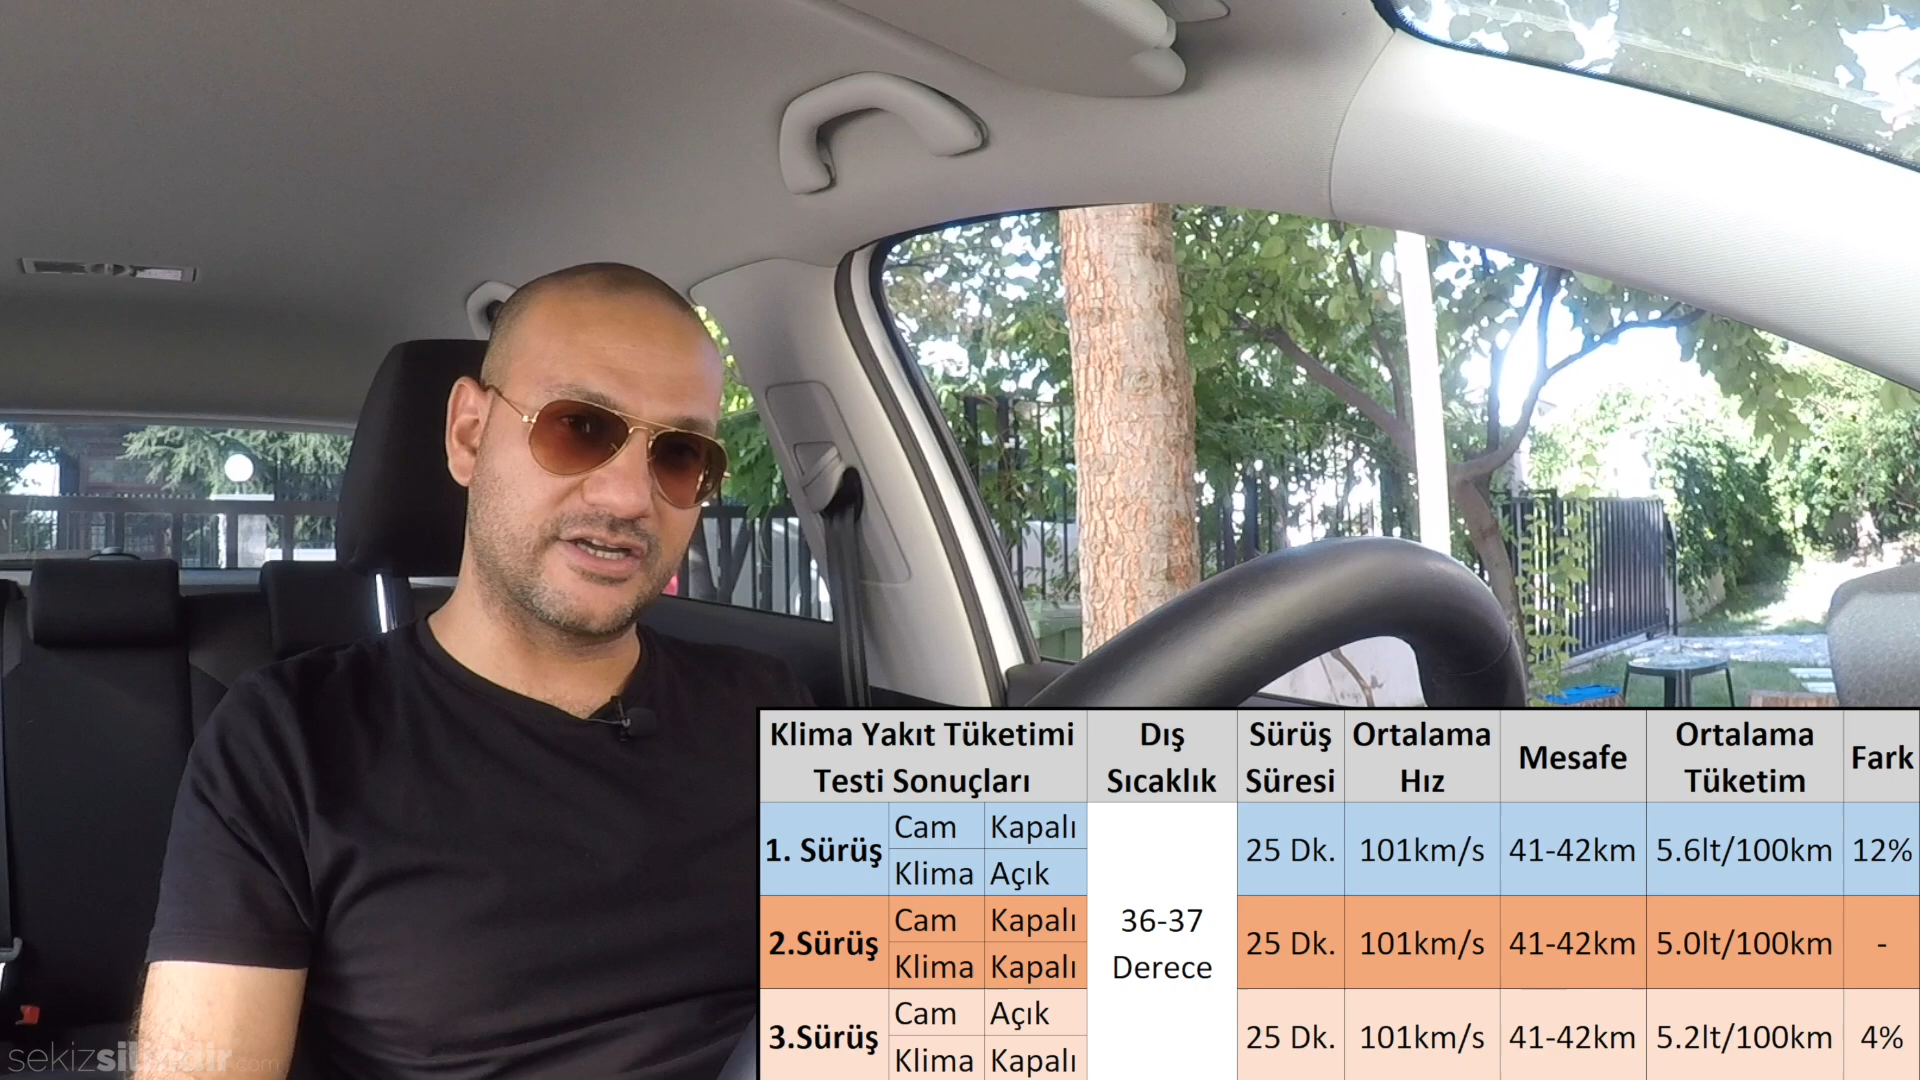 Klima Yakıt Tüketimi
Testi Sonuçları
Dış
Sıcaklık
Sürüş
Süresi
Ortalama
Hız
Mesafe
Ortalama
Tüketim
Fark
1. Sürüş
Cam Kapalı
Klima Açık
25 Dk. 101km/s 41-42km 5.6lt/100km 12%
36-37
Derece
2.Sürüş
Cam Kapalı
Klima Kapalı
25 Dk. 101km/s 41-42km 5.0lt/100km -
3.Sürüş
Cam Açık
Klima Kapalı
25 Dk. 101km/s 41-42km 5.2lt/100km 4%
sekizsilindir.com